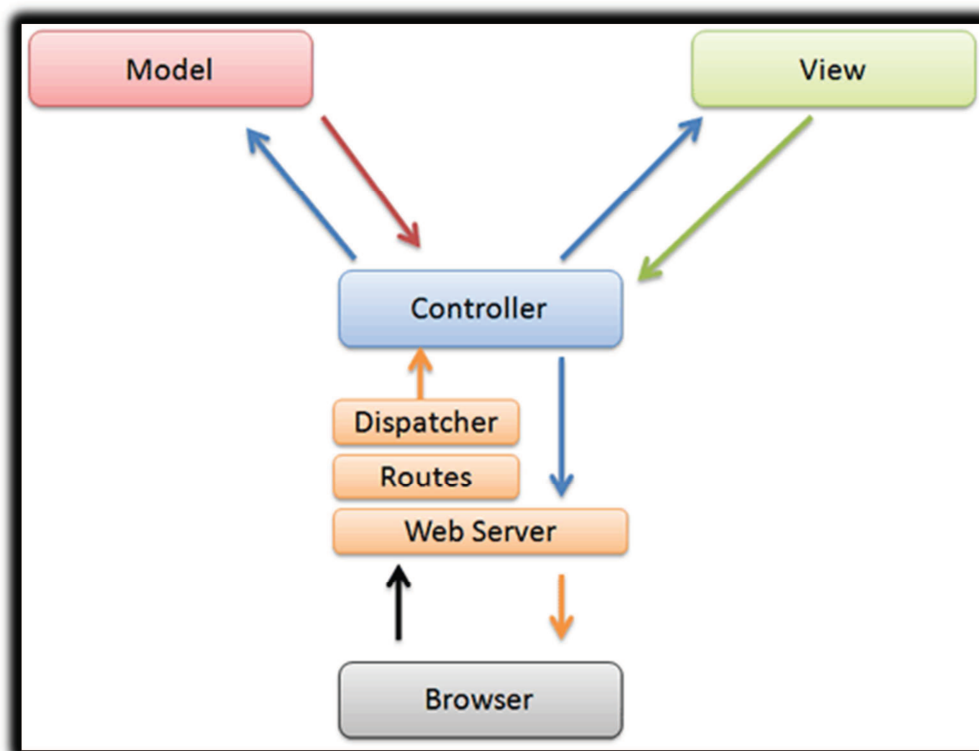 Model
View
Controller
Dispatcher
Routes
Web Server
Browser